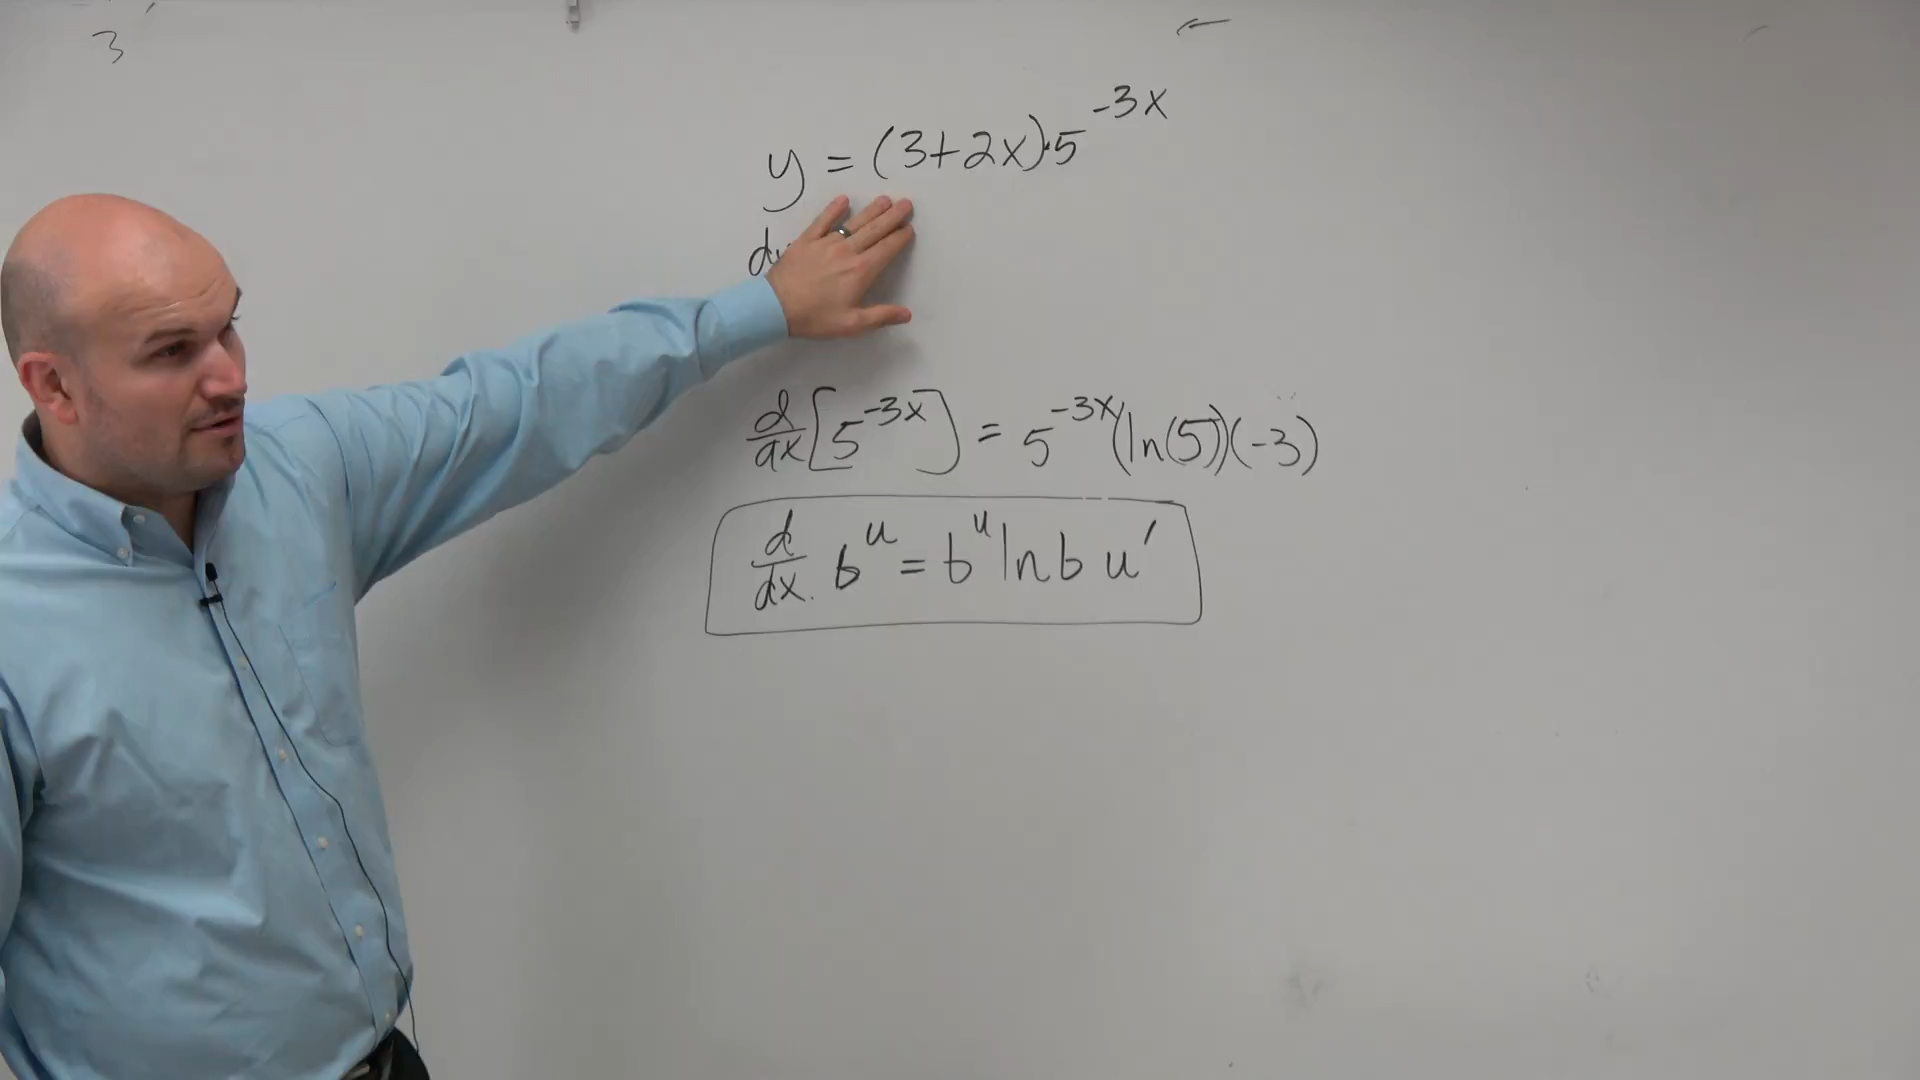 3
y = (3+2x)·5^{-3x}
d
d/dx[5^{-3x}] = 5^{-3x}(ln(5))(-3)
d/dx. b^u = b^u ln b u'